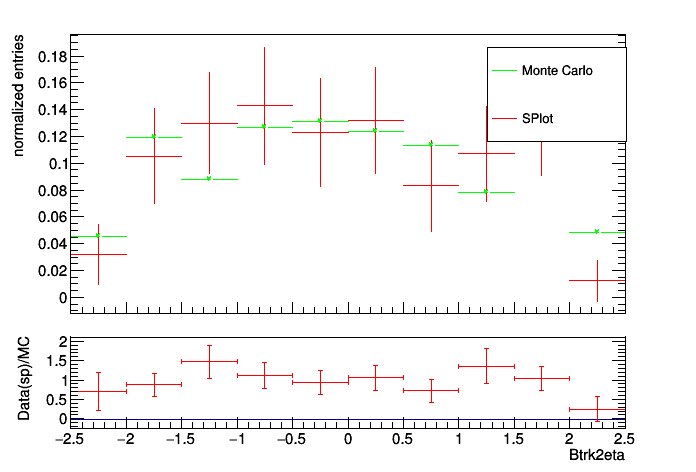 normalized entries
0.18
0.16
0.14
0.12
0.1
0.08
0.06
0.04
0.02
0
Monte Carlo
SPlot
Data(sp)/MC
2
1.5
1
0.5
0
−2.5 −2 −1.5 −1 −0.5 0 0.5 1 1.5 2 2.5
Btrk2eta